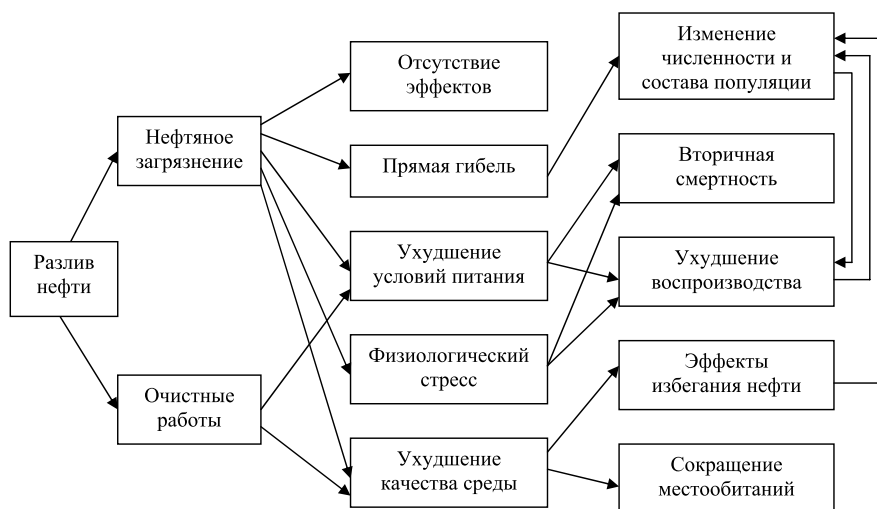 Разлив
нефти
Нефтяное
загрязнение
Очистные
работы
Отсутствие
эффектов
Прямая гибель
Ухудшение
условий питания
Физиологический
стресс
Ухудшение
качества среды
Изменение
численности и
состава популяции
Вторичная
смертность
Ухудшение
воспроизводства
Эффекты
избегания нефти
Сокращение
местообитаний